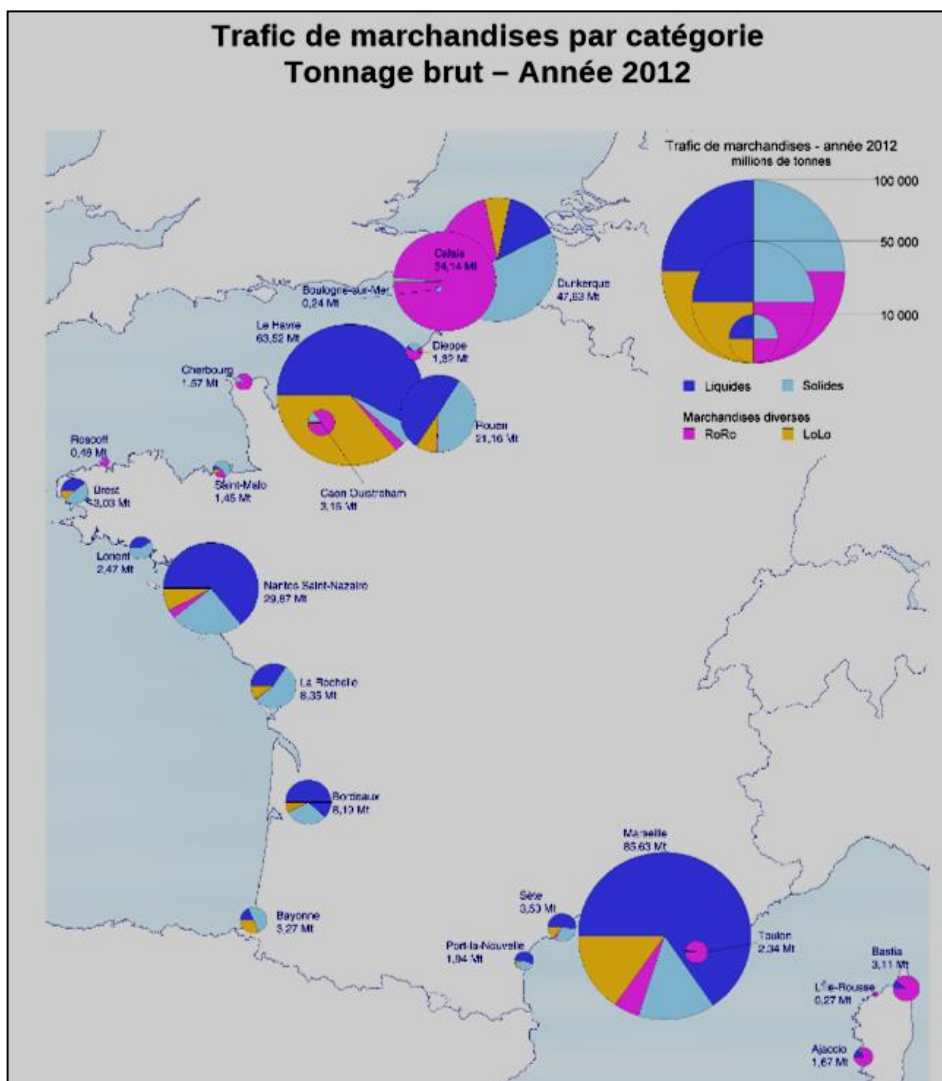 Trafic de marchandises par catégorie
Tonnage brut – Année 2012
Trafic de marchandises - année 2012
millions de tonnes
100 000
50 000
10 000
Liquides
Solides
Marchandises diverses
RoRo
LoLo
Calais
34,14 Mt
Boulogne-sur-Mer
0,24 Mt
Dunkerque
47,63 Mt
Le Havre
63,52 Mt
Dieppe
1,32 Mt
Cherbourg
1,57 Mt
Rouen
21,16 Mt
Roscoff
0,48 Mt
Saint-Malo
1,45 Mt
Caen Ouistreham
3,15 Mt
Brest
3,03 Mt
Lorient
2,47 Mt
Nantes Saint-Nazaire
29,87 Mt
La Rochelle
8,35 Mt
Bordeaux
8,19 Mt
Marseille
85,63 Mt
Sète
3,53 Mt
Bayonne
3,27 Mt
Toulon
2,34 Mt
Port-la-Nouvelle
1,94 Mt
Bastia
3,11 Mt
L'Île-Rousse
0,27 Mt
Ajaccio
1,67 Mt